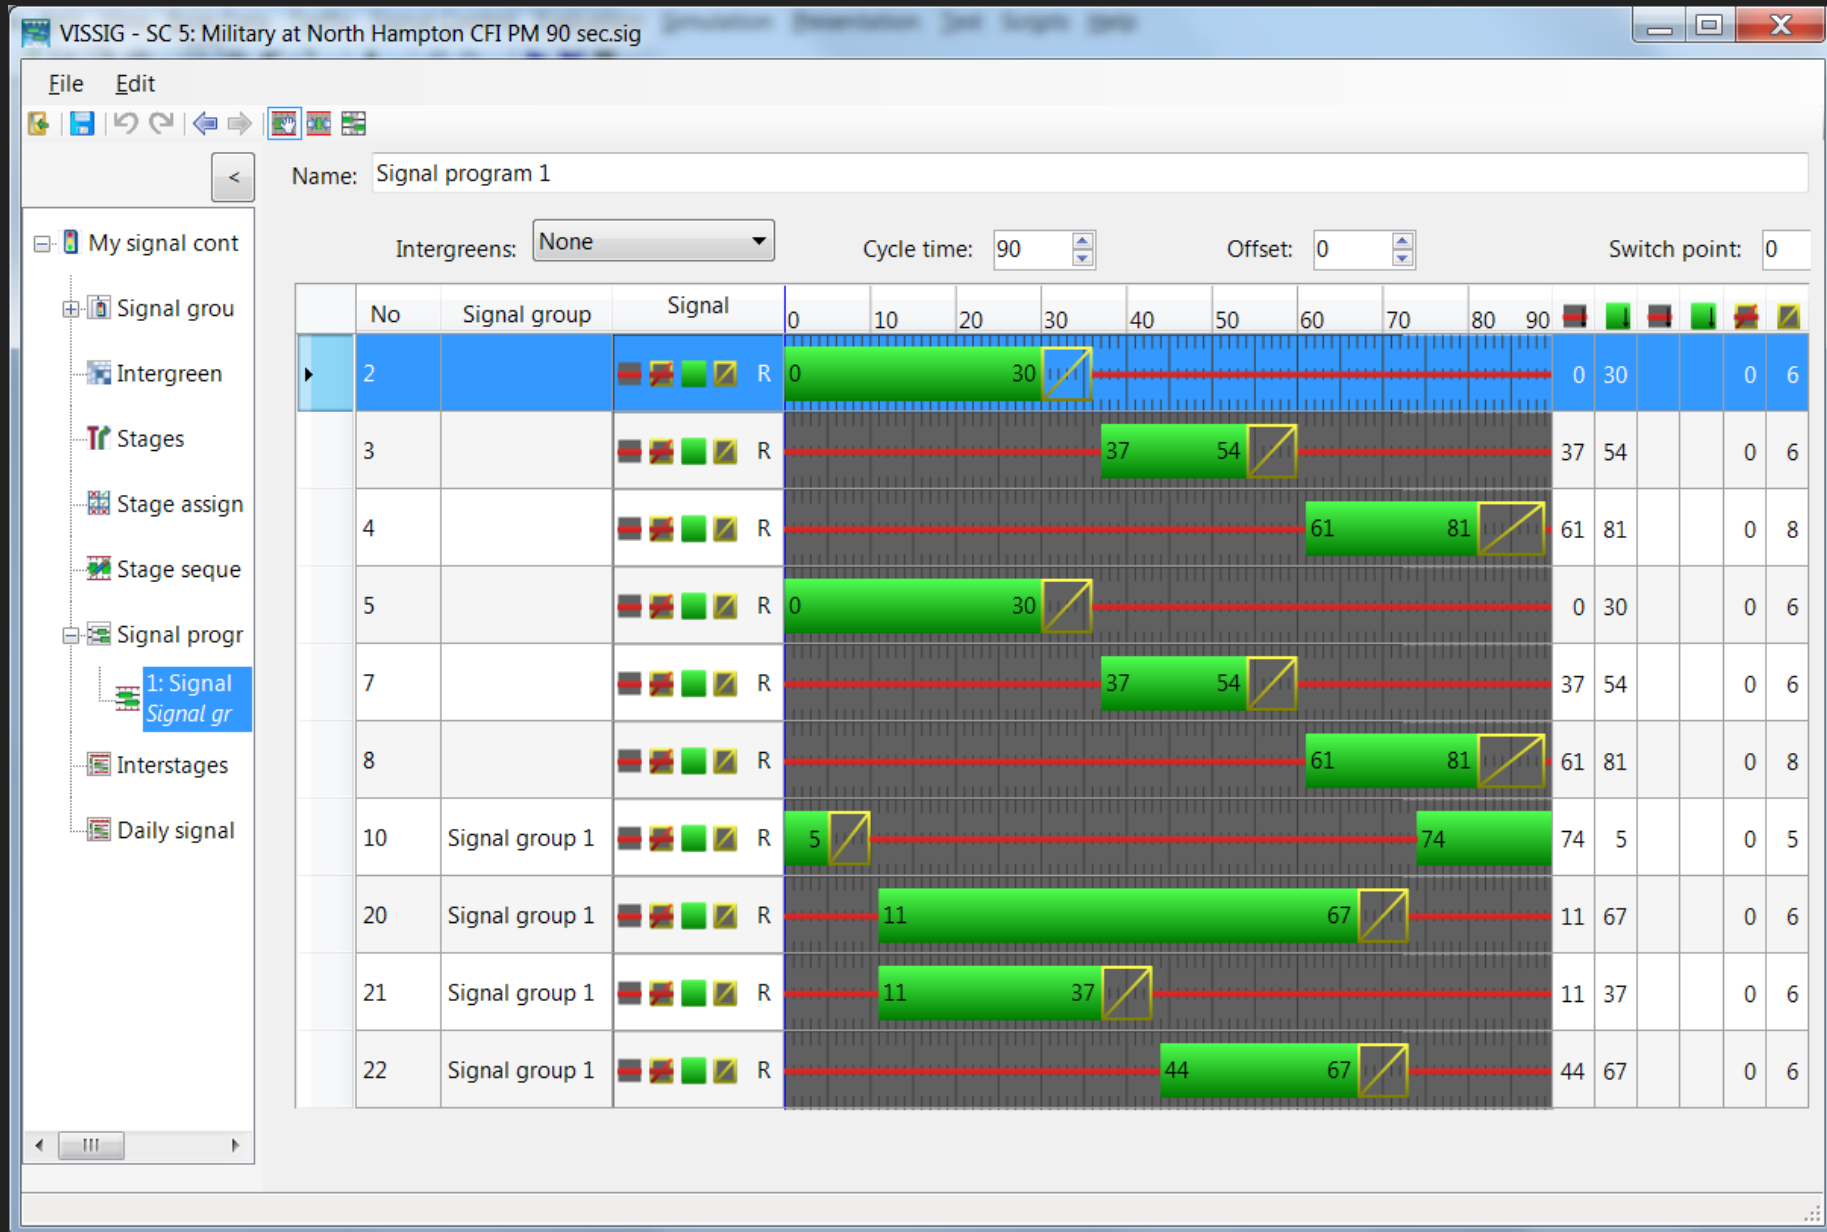 Simulation Presentation Test Scripts Help
VISSIG - SC 5: Military at North Hampton CFI PM 90 sec.sig
File Edit
<
Name: Signal program 1
My signal cont
Signal grou
Intergreen
Stages
Stage assign
Stage seque
Signal progr
1: Signal
Signal gr
Interstages
Daily signal
Intergreens: None Cycle time: 90 Offset: 0 Switch point: 0
No Signal group Signal 0 10 20 30 40 50 60 70 80 90
2 R 0 30 0 30 0 6
3 R 37 54 37 54 0 6
4 R 61 81 61 81 0 8
5 R 0 30 0 30 0 6
7 R 37 54 37 54 0 6
8 R 61 81 61 81 0 8
10 Signal group 1 R 5 74 74 5 0 5
20 Signal group 1 R 11 67 11 67 0 6
21 Signal group 1 R 11 37 11 37 0 6
22 Signal group 1 R 44 67 44 67 0 6